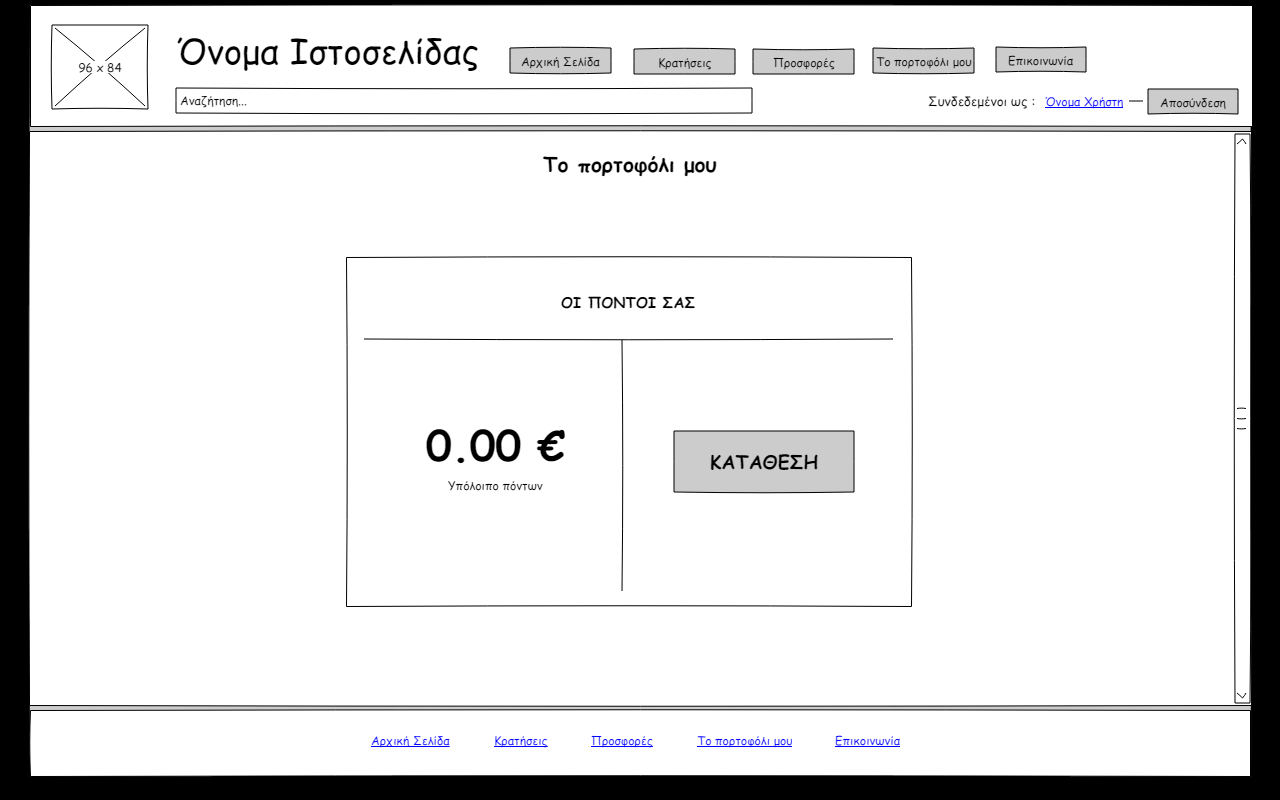 96 x 84
Όνομα Ιστοσελίδας
Αρχική Σελίδα
Κρατήσεις
Προσφορές
Το πορτοφόλι μου
Επικοινωνία
Αναζήτηση...
Συνδεδεμένοι ως : Όνομα Χρήστη
Αποσύνδεση
Το πορτοφόλι μου
ΟΙ ΠΟΝΤΟΙ ΣΑΣ
0.00 €
Υπόλοιπο πόντων
ΚΑΤΑΘΕΣΗ
Αρχική Σελίδα
Κρατήσεις
Προσφορές
Το πορτοφόλι μου
Επικοινωνία